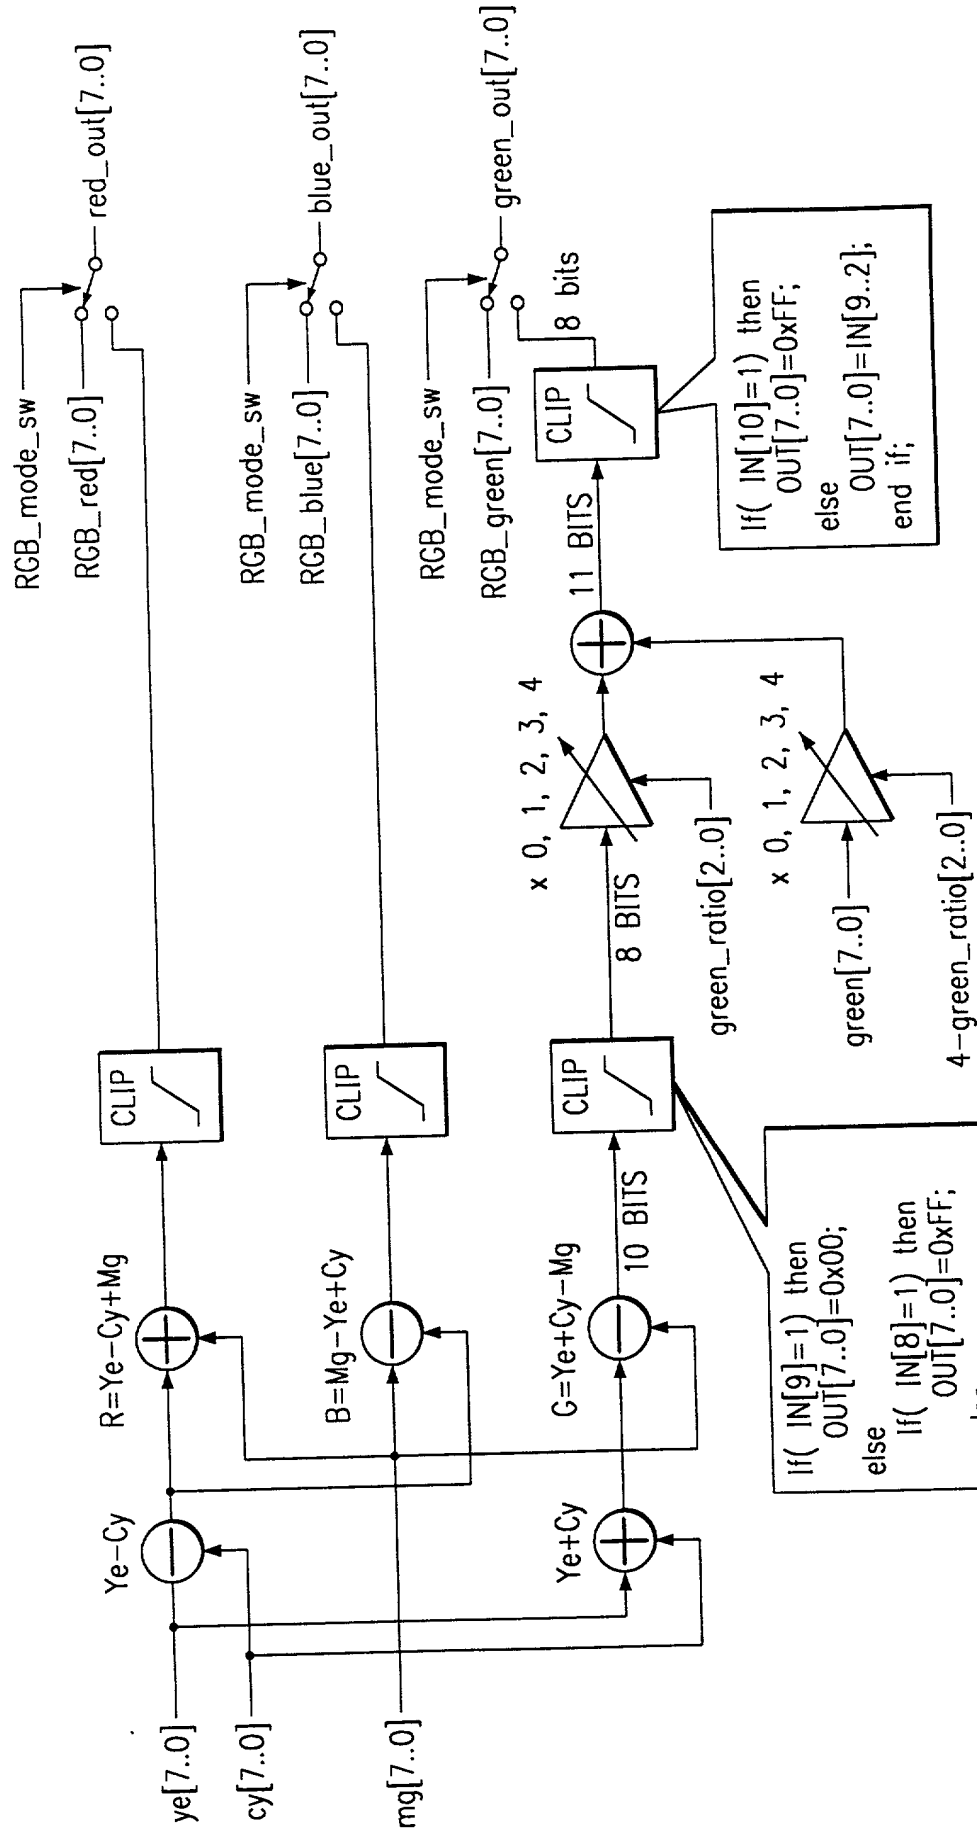 ye[7..0]
cy[7..0]
mg[7..0]
Ye–Cy
R=Ye–Cy+Mg
CLIP
RGB_mode_sw
RGB_red[7..0]
red_out[7..0]
B=Mg–Ye+Cy
CLIP
RGB_mode_sw
RGB_blue[7..0]
blue_out[7..0]
Ye+Cy
G=Ye+Cy–Mg
10 BITS
CLIP
8 BITS
x 0, 1, 2, 3, 4
green_ratio[2..0]
11 BITS
CLIP
8 bits
RGB_mode_sw
RGB_green[7..0]
green_out[7..0]
x 0, 1, 2, 3, 4
green[7..0]
4–green_ratio[2..0]
If( IN[9]=1) then
OUT[7..0]=0x00;
else
If( IN[8]=1) then
OUT[7..0]=0xFF;
If( IN[10]=1) then
OUT[7..0]=0xFF;
else
OUT[7..0]=IN[9..2];
end if;